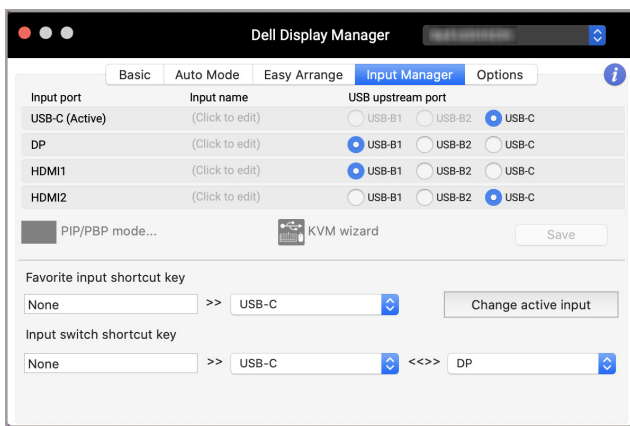 Dell Display Manager
Basic Auto Mode Easy Arrange Input Manager Options i
Input port Input name USB upstream port
USB-C (Active) (Click to edit) USB-B1 USB-B2 USB-C
DP (Click to edit) USB-B1 USB-B2 USB-C
HDMI1 (Click to edit) USB-B1 USB-B2 USB-C
HDMI2 (Click to edit) USB-B1 USB-B2 USB-C
PIP/PBP mode... KVM wizard Save
Favorite input shortcut key
None >> USB-C Change active input
Input switch shortcut key
None >> USB-C <<>> DP